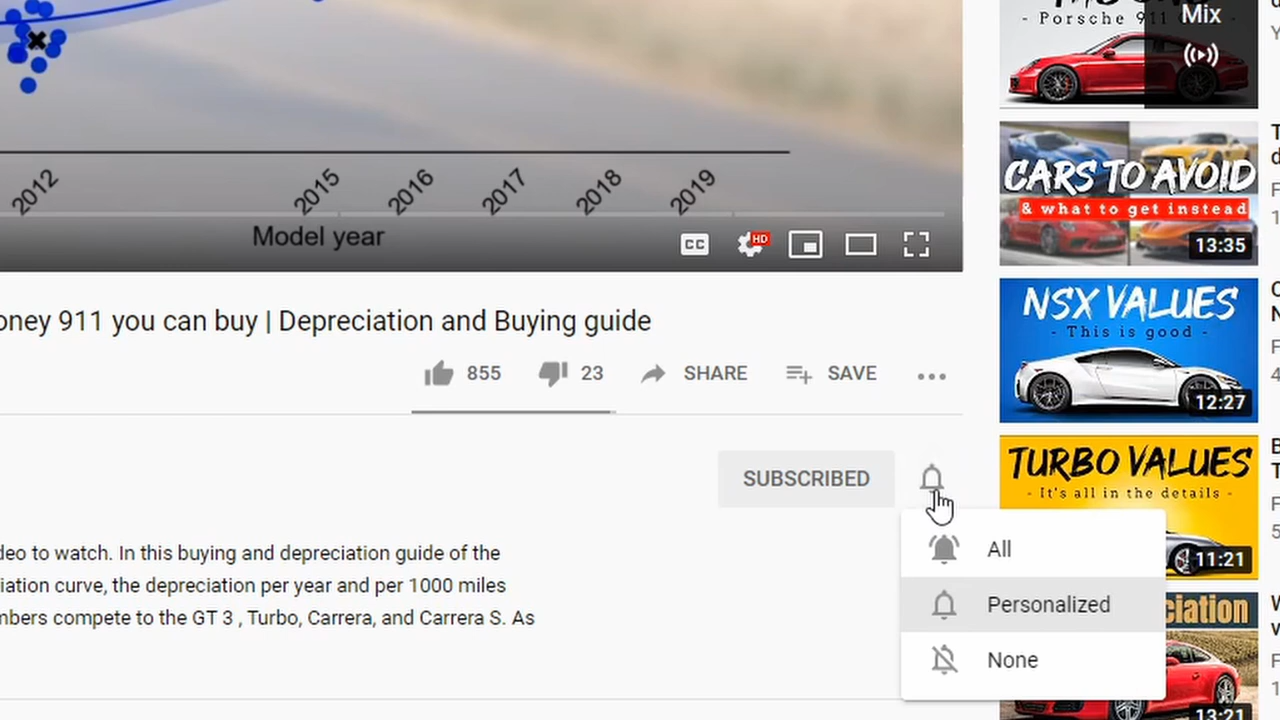 2012
2015
2016
2017
2018
2019
Model year
CC
HD
oney 911 you can buy | Depreciation and Buying guide
855
23
SHARE
SAVE
SUBSCRIBED
All
Personalized
None
deo to watch. In this buying and depreciation guide of the
iation curve, the depreciation per year and per 1000 miles
nbers compete to the GT 3 , Turbo, Carrera, and Carrera S. As
- Porsche 911
Mix
CARS TO AVOID
& what to get instead
13:35
NSX VALUES
- This is good -
12:27
TURBO VALUES
- It's all in the details -
11:21
ciation
13:21